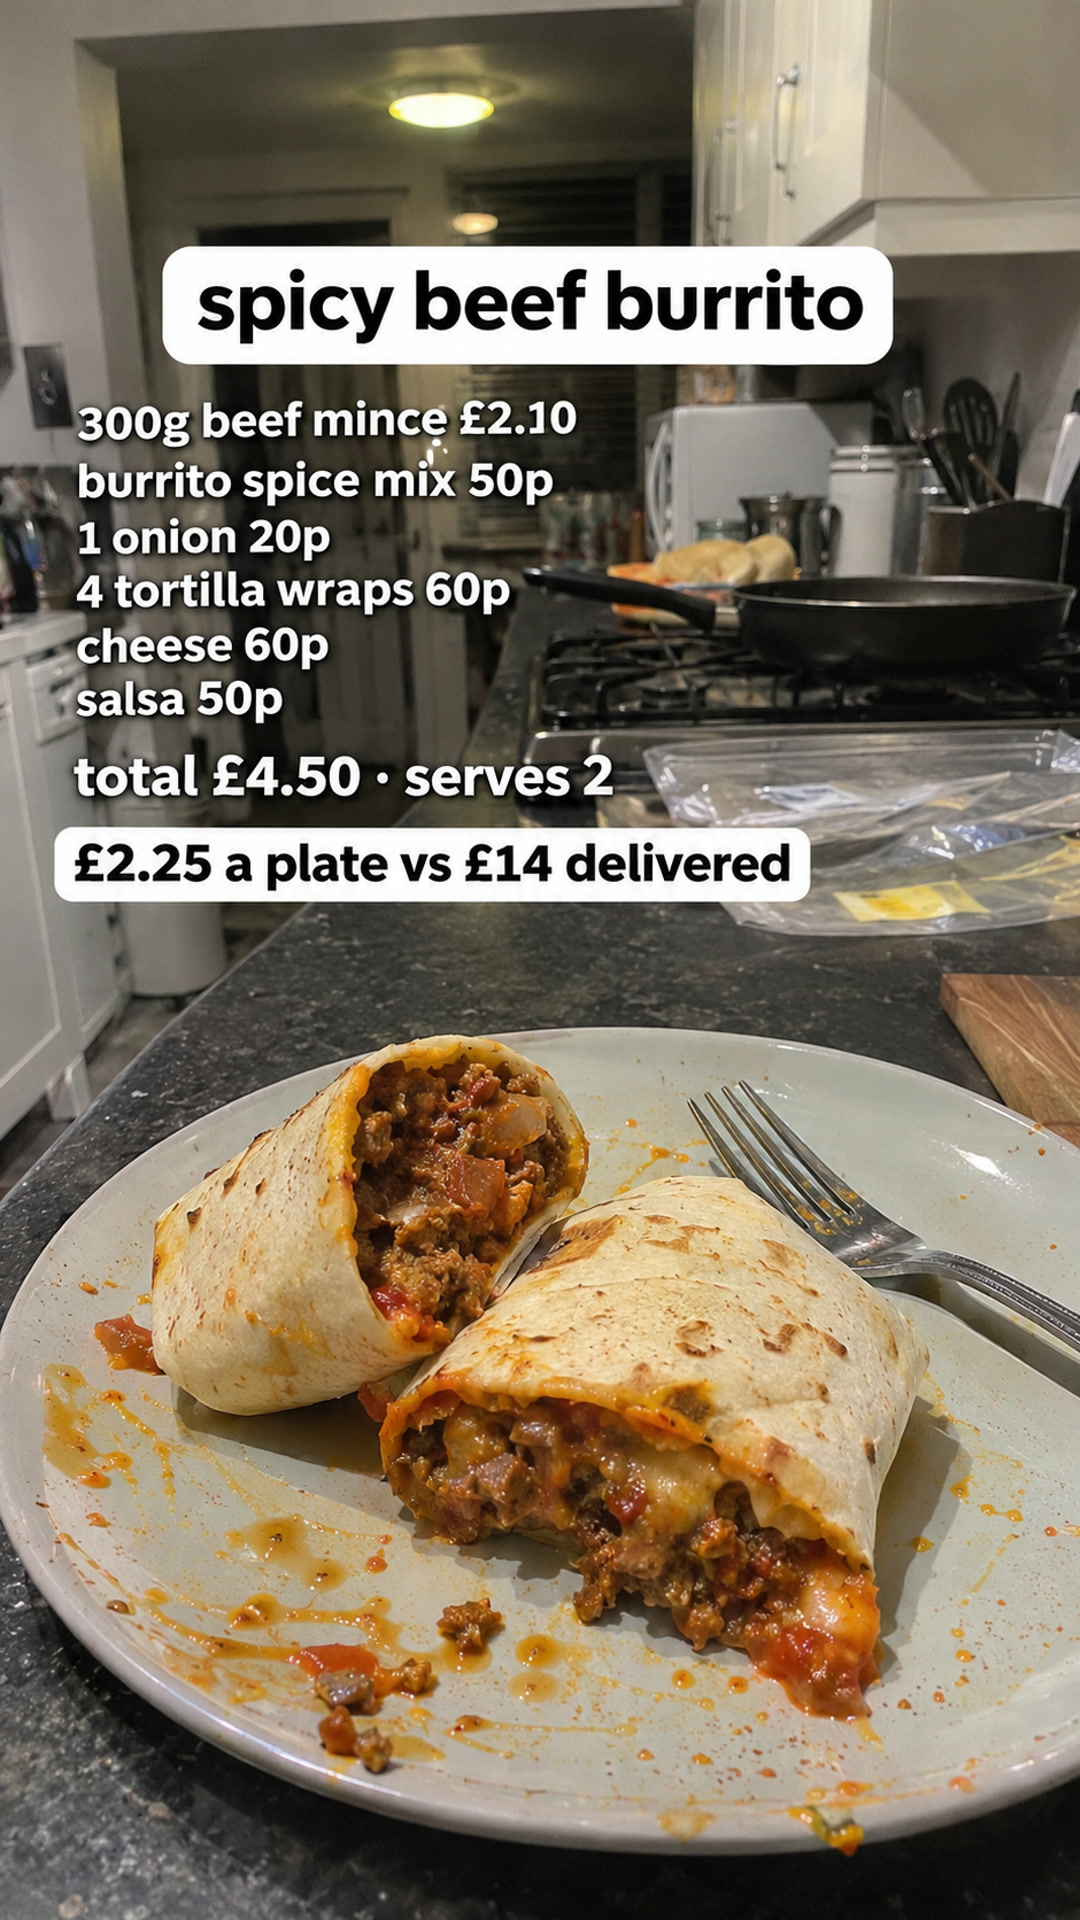 spicy beef burrito
300g beef mince £2.10
burrito spice mix 50p
1 onion 20p
4 tortilla wraps 60p
cheese 60p
salsa 50p
total £4.50 · serves 2
£2.25 a plate vs £14 delivered